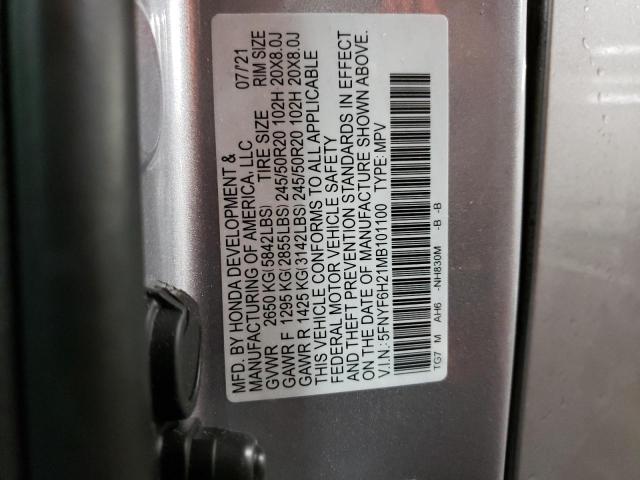 MFD. BY HONDA DEVELOPMENT &
MANUFACTURING OF AMERICA, LLC 07/'21
GVWR 2650 KG(5842LBS) TIRE SIZE RIM SIZE
GAWR F 1295 KG(2855LBS) 245/50R20 102H 20X8.0J
GAWR R 1425 KG(3142LBS) 245/50R20 102H 20X8.0J
THIS VEHICLE CONFORMS TO ALL APPLICABLE
FEDERAL MOTOR VEHICLE SAFETY
AND THEFT PREVENTION STANDARDS IN EFFECT
ON THE DATE OF MANUFACTURE SHOWN ABOVE.
V.I.N.:5FNYF6H21MB101100 TYPE:MPV
TG7 M AH6 -NH830M -B -B